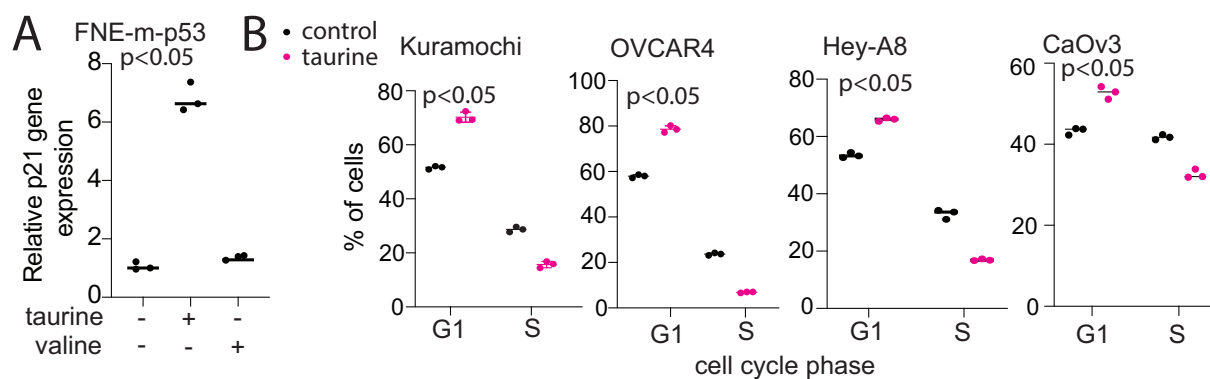 A
FNE-m-p53
p<0.05
Relative p21 gene
expression
8
6
4
2
0
taurine - + -
valine - - +
B
control
taurine
% of cells
Kuramochi
p<0.05
80
60
40
20
0
G1 S
OVCAR4
p<0.05
100
80
60
40
20
0
G1 S
Hey-A8
p<0.05
80
60
40
20
0
G1 S
CaOv3
p<0.05
60
40
20
0
G1 S
cell cycle phase